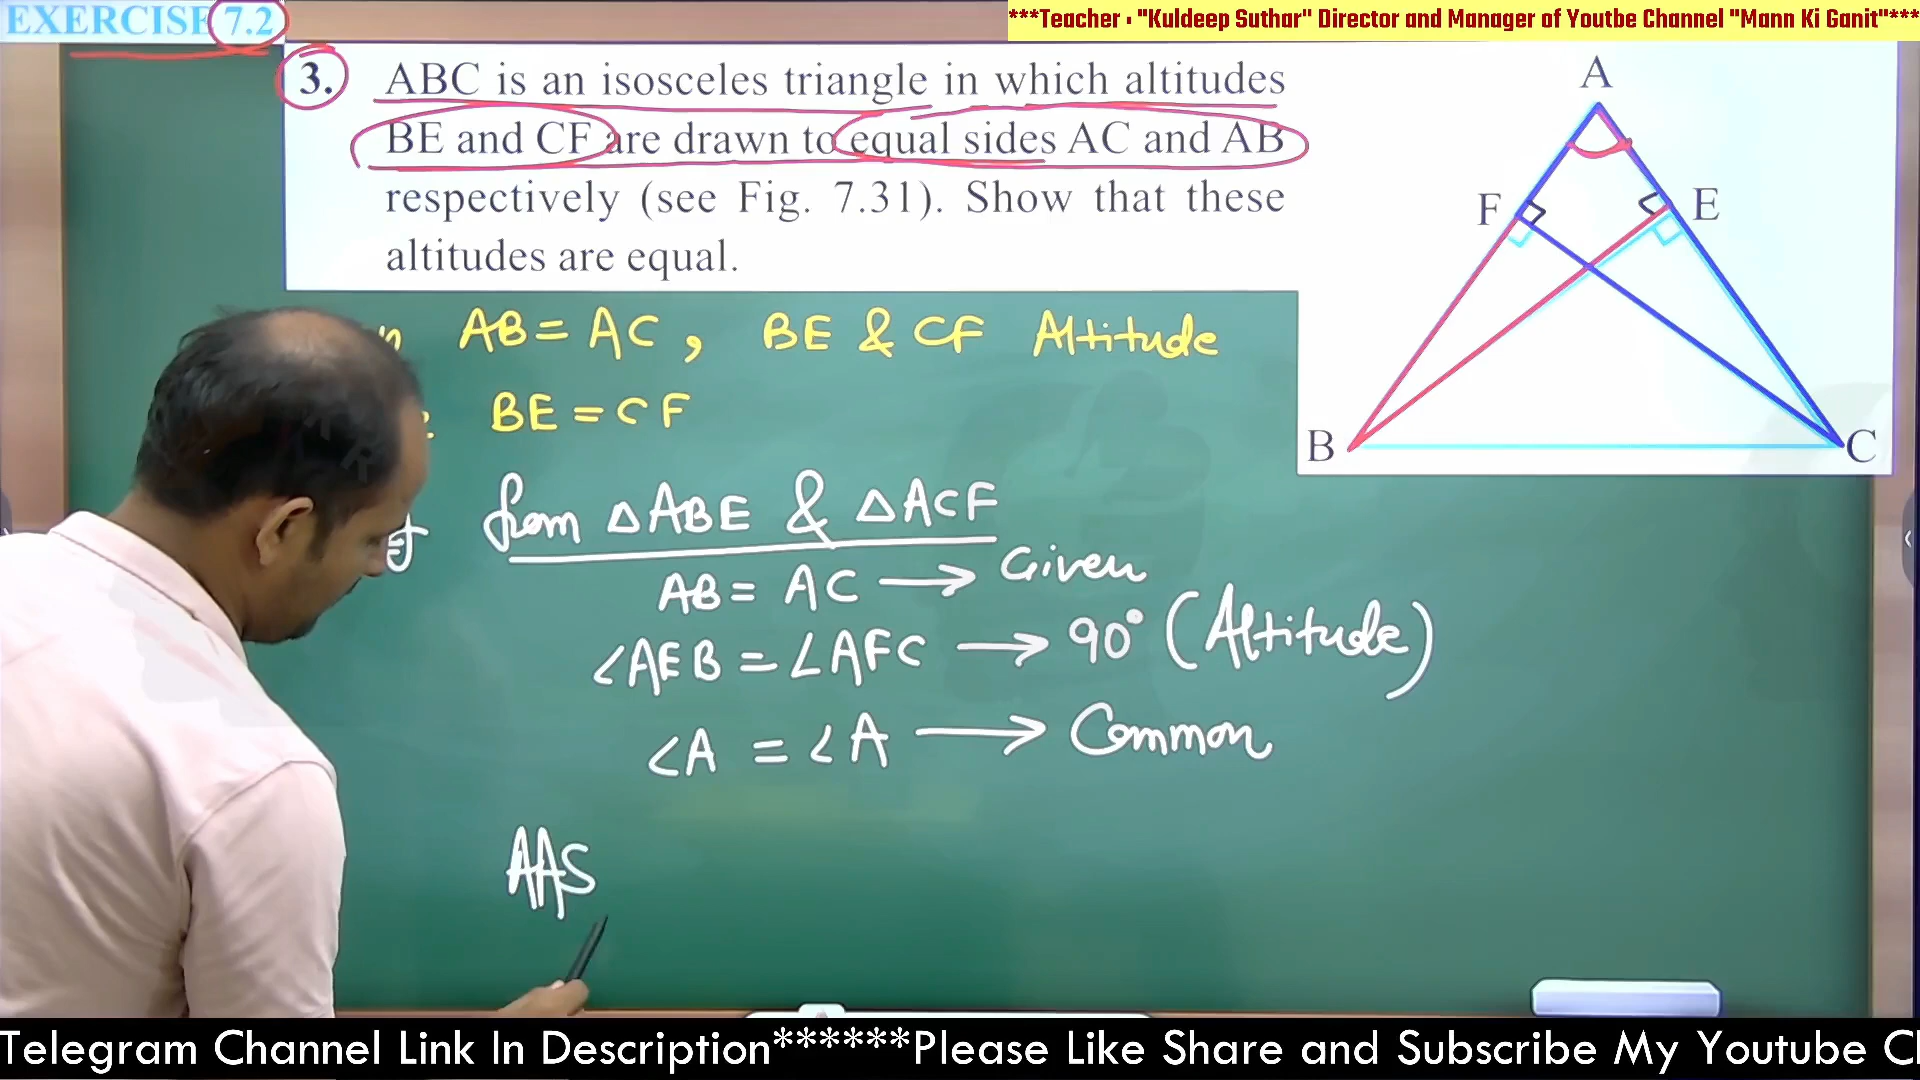 EXERCISE 7.2
***Teacher : "Kuldeep Suthar" Director and Manager of Youtbe Channel "Mann Ki Ganit"***
3. ABC is an isosceles triangle in which altitudes
BE and CF are drawn to equal sides AC and AB
respectively (see Fig. 7.31). Show that these
altitudes are equal.
A
F
E
B
C
AB = AC, BE & CF Altitude
BE = CF
from △ABE & △ACF
AB = AC → Given
∠AEB = ∠AFC → 90° (Altitude)
∠A = ∠A → Common
AAS
Telegram Channel Link In Description******Please Like Share and Subscribe My Youtube